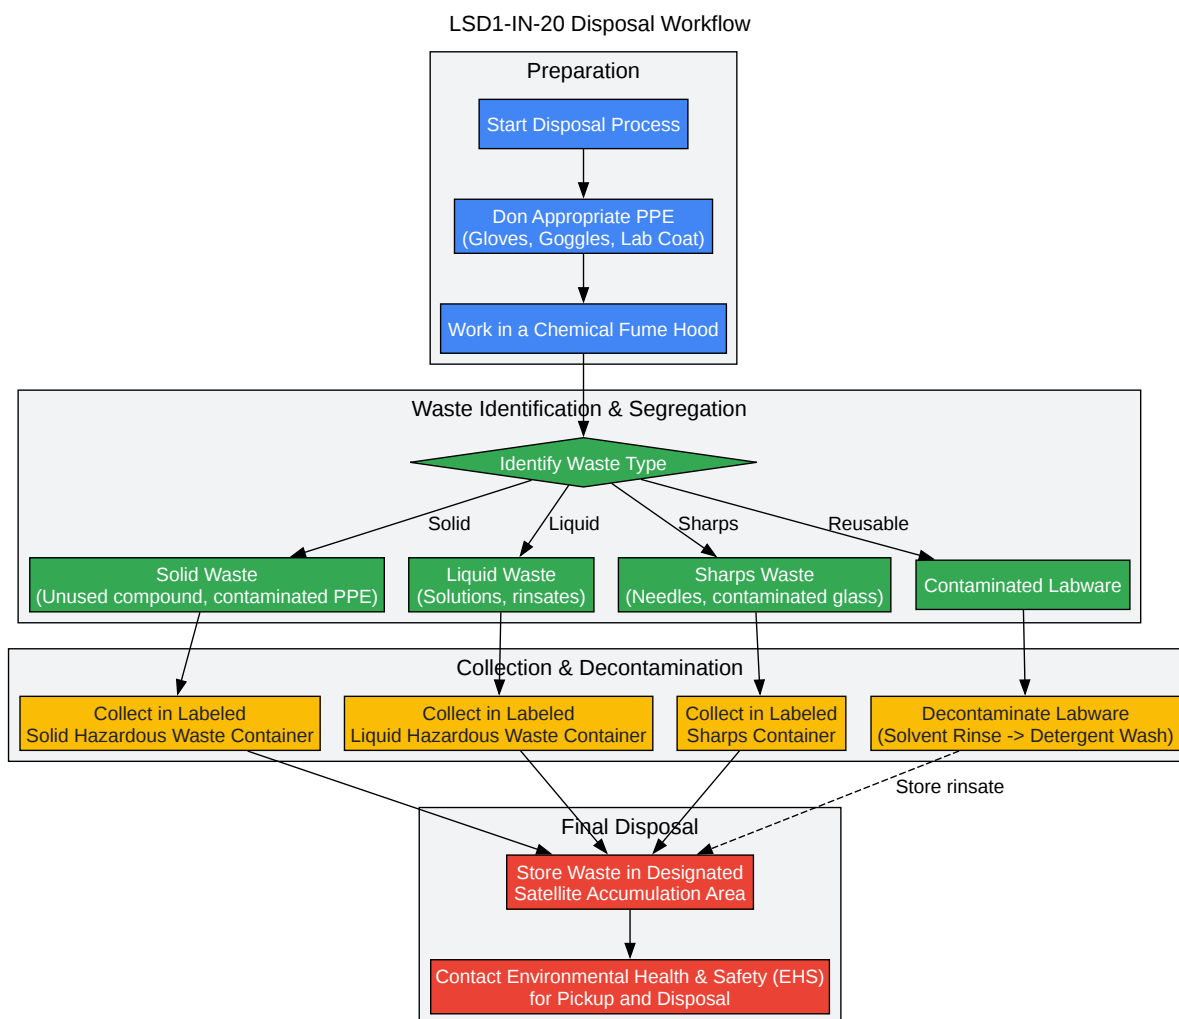 LSD1-IN-20 Disposal Workflow
Preparation
Start Disposal Process
Don Appropriate PPE
(Gloves, Goggles, Lab Coat)
Work in a Chemical Fume Hood
Waste Identification & Segregation
Identify Waste Type
Solid
Liquid
Sharps
Reusable
Solid Waste
(Unused compound, contaminated PPE)
Liquid Waste
(Solutions, rinsates)
Sharps Waste
(Needles, contaminated glass)
Contaminated Labware
Collection & Decontamination
Collect in Labeled
Solid Hazardous Waste Container
Collect in Labeled
Liquid Hazardous Waste Container
Collect in Labeled
Sharps Container
Decontaminate Labware
(Solvent Rinse -> Detergent Wash)
Store rinsate
Final Disposal
Store Waste in Designated
Satellite Accumulation Area
Contact Environmental Health & Safety (EHS)
for Pickup and Disposal